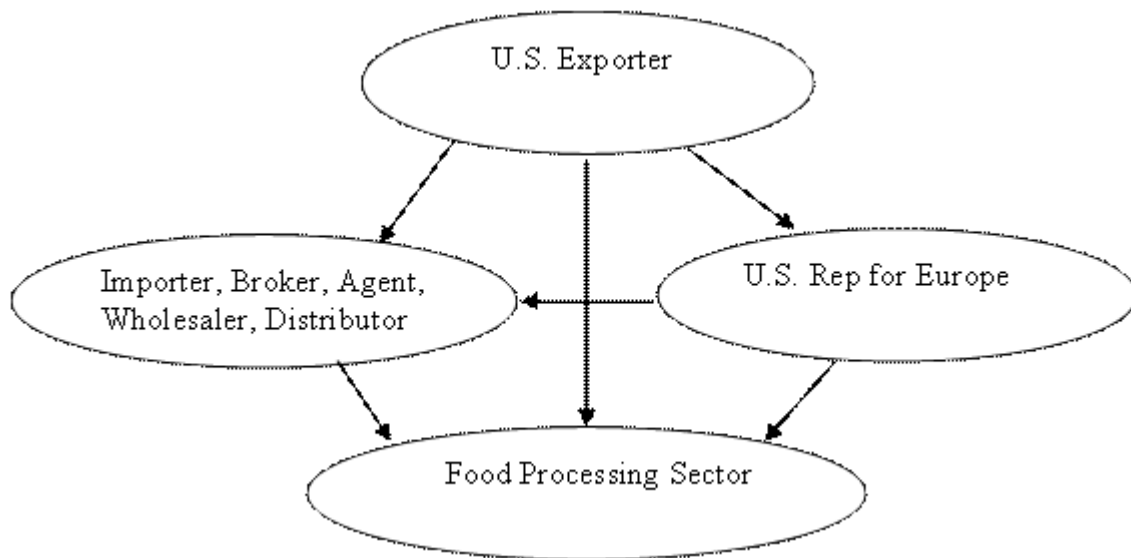 U.S. Exporter
Importer, Broker, Agent,
Wholesaler, Distributor
U.S. Rep for Europe
Food Processing Sector